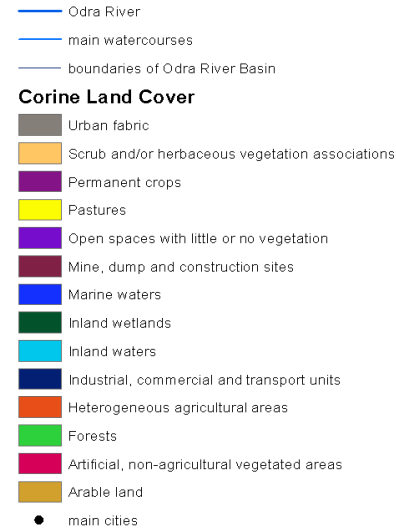 Odra River
main watercourses
boundaries of Odra River Basin
Corine Land Cover
Urban fabric
Scrub and/or herbaceous vegetation associations
Permanent crops
Pastures
Open spaces with little or no vegetation
Mine, dump and construction sites
Marine waters
Inland wetlands
Inland waters
Industrial, commercial and transport units
Heterogeneous agricultural areas
Forests
Artificial, non-agricultural vegetated areas
Arable land
main cities